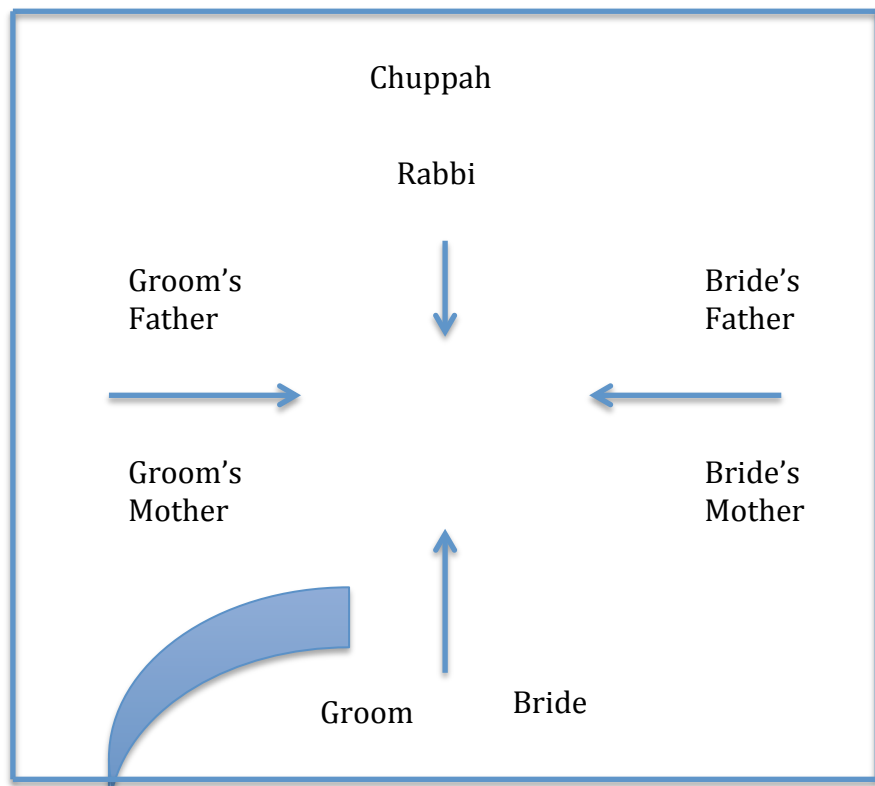 Chuppah
Rabbi
Groom’s
Father
Bride’s
Father
Groom’s
Mother
Bride’s
Mother
Groom
Bride